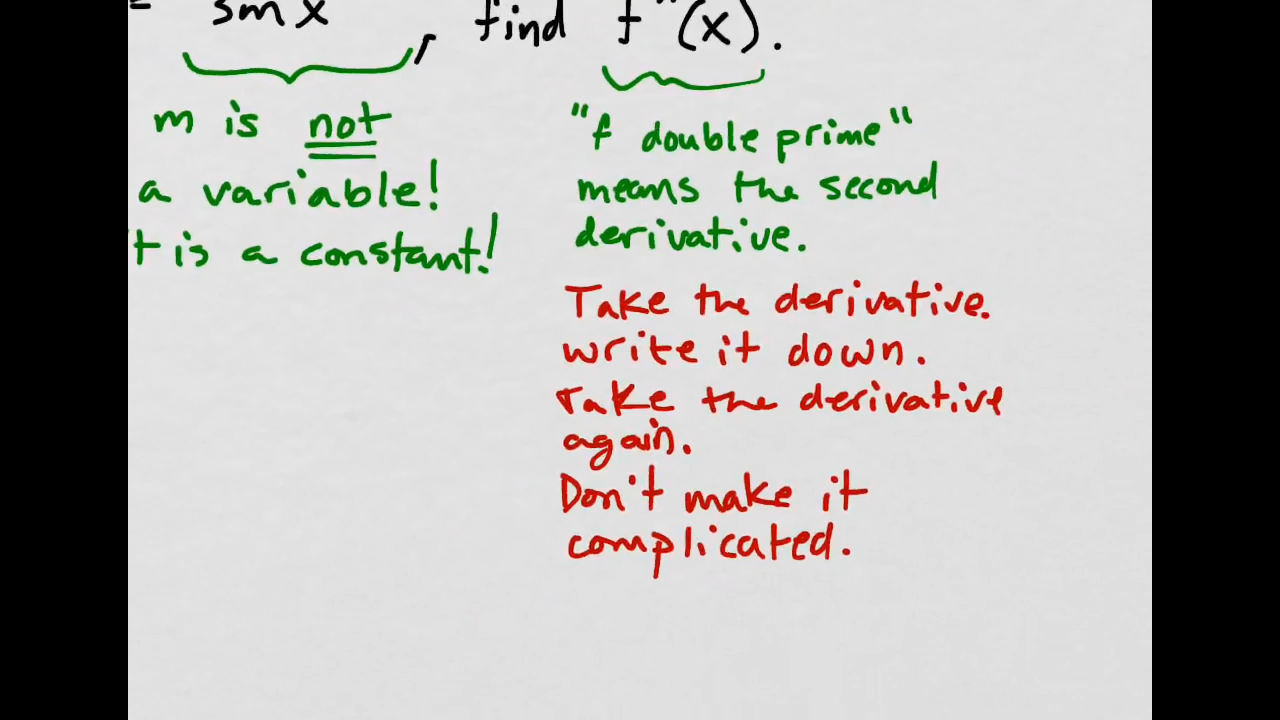 = 3mx, find f"(x).
m is not
a variable!
t is a constant!
"f double prime"
means the second
derivative.
Take the derivative.
Write it down.
Take the derivative
again.
Don't make it
complicated.